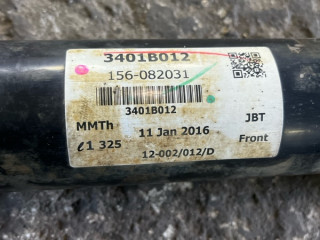 3401B012
156-082031
3401B012
MMTh 11 Jan 2016 JBT
ℓ1 325 Front
12-002/012/D